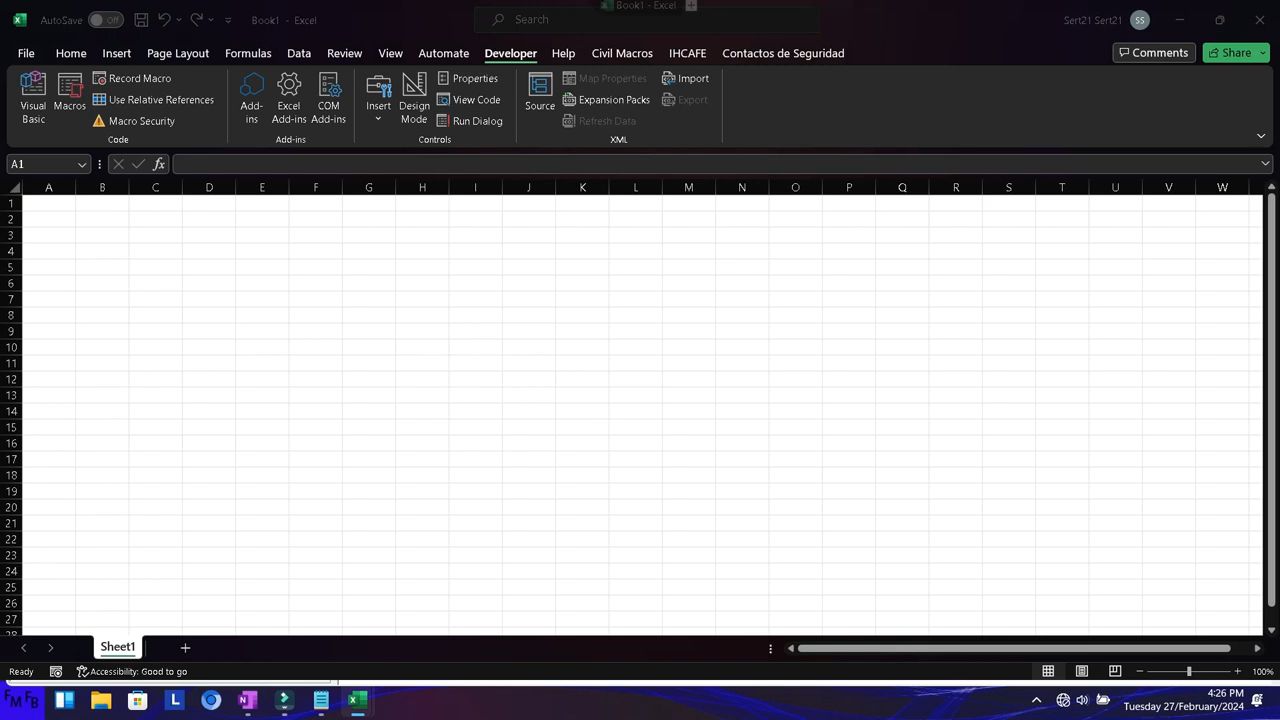 Book1 - Excel
AutoSave Off Book1 - Excel Search Sert21 Sert21 SS
File Home Insert Page Layout Formulas Data Review View Automate Developer Help Civil Macros IHCAFE Contactos de Seguridad Comments Share
Visual Basic
Macros
Record Macro
Use Relative References
Macro Security
Code
Add-ins
Excel Add-ins
COM Add-ins
Add-ins
Insert
Design Mode
Properties
View Code
Run Dialog
Controls
Source
Map Properties
Expansion Packs
Refresh Data
Import
Export
XML
A1 fx
A B C D E F G H I J K L M N O P Q R S T U V W
1
2
3
4
5
6
7
8
9
10
11
12
13
14
15
16
17
18
19
20
21
22
23
24
25
26
27
28
Sheet1
Ready Accessibility: Good to go 100%
4:26 PM
Tuesday 27/February/2024